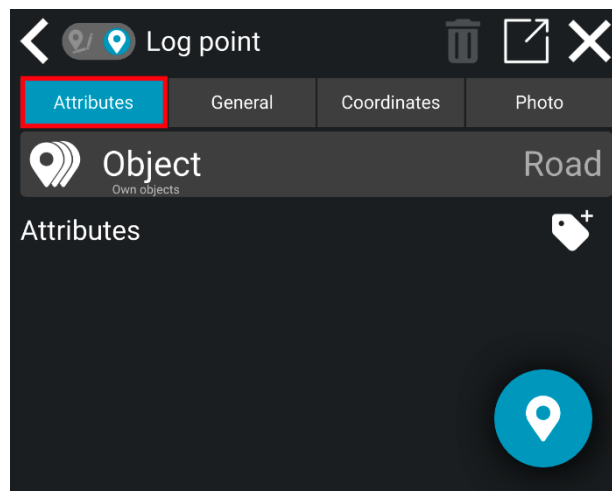 Log point
Attributes General Coordinates Photo
Object Road
Own objects
Attributes